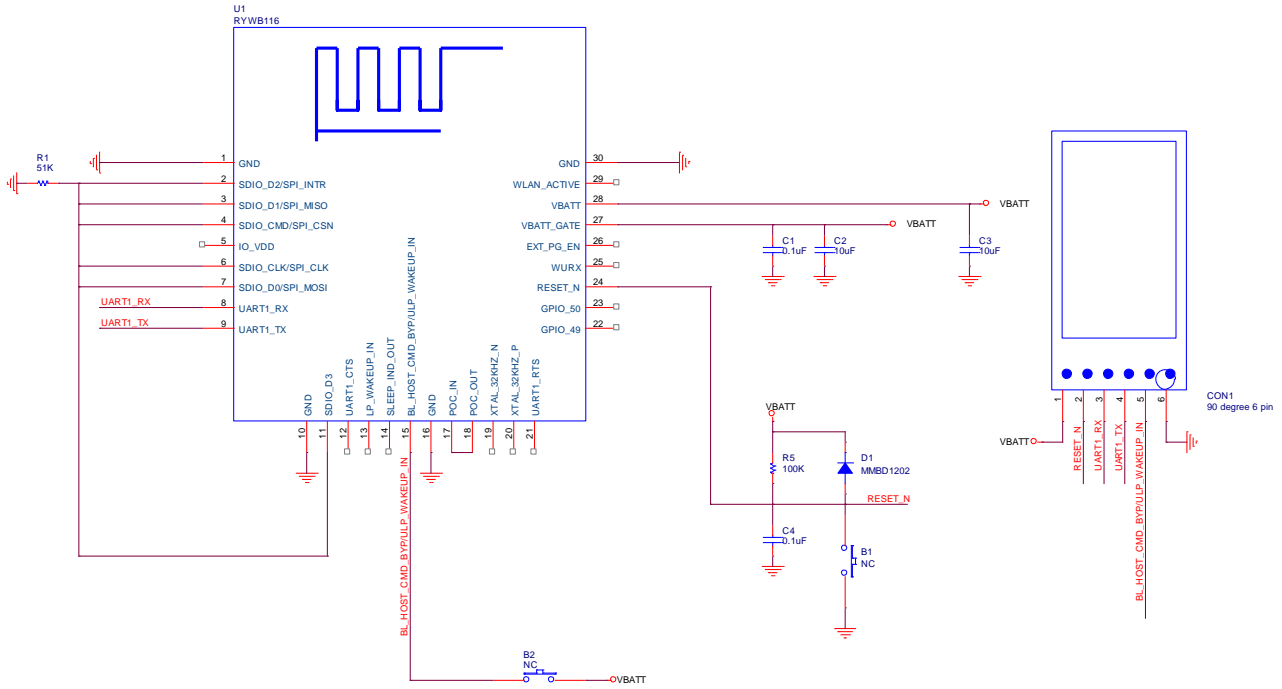 U1
RYWB116
R1
51K
1
GND
2
SDIO_D2/SPI_INTR
3
SDIO_D1/SPI_MISO
4
SDIO_CMD/SPI_CSN
5
IO_VDD
6
SDIO_CLK/SPI_CLK
7
SDIO_D0/SPI_MOSI
UART1_RX
8
UART1_RX
UART1_TX
9
UART1_TX
GND
30
WLAN_ACTIVE
29
VBATT
28
VBATT_GATE
27
EXT_PG_EN
26
WURX
25
RESET_N
24
GPIO_50
23
GPIO_49
22
GND
10
SDIO_D3
11
UART1_CTS
12
LP_WAKEUP_IN
13
SLEEP_IND_OUT
14
BL_HOST_CMD_BYP/ULP_WAKEUP_IN
15
GND
16
POC_IN
17
POC_OUT
18
XTAL_32KHZ_N
19
XTAL_32KHZ_P
20
UART1_RTS
21
BL_HOST_CMD_BYP/ULP_WAKEUP_IN
VBATT
VBATT
C1
0.1uF
C2
10uF
C3
10uF
VBATT
R5
100K
D1
MMBD1202
RESET_N
C4
0.1uF
B1
NC
B2
NC
VBATT
CON1
90 degree 6 pin
1
2
3
4
5
6
VBATT
RESET_N
UART1_RX
UART1_TX
BL_HOST_CMD_BYP/ULP_WAKEUP_IN